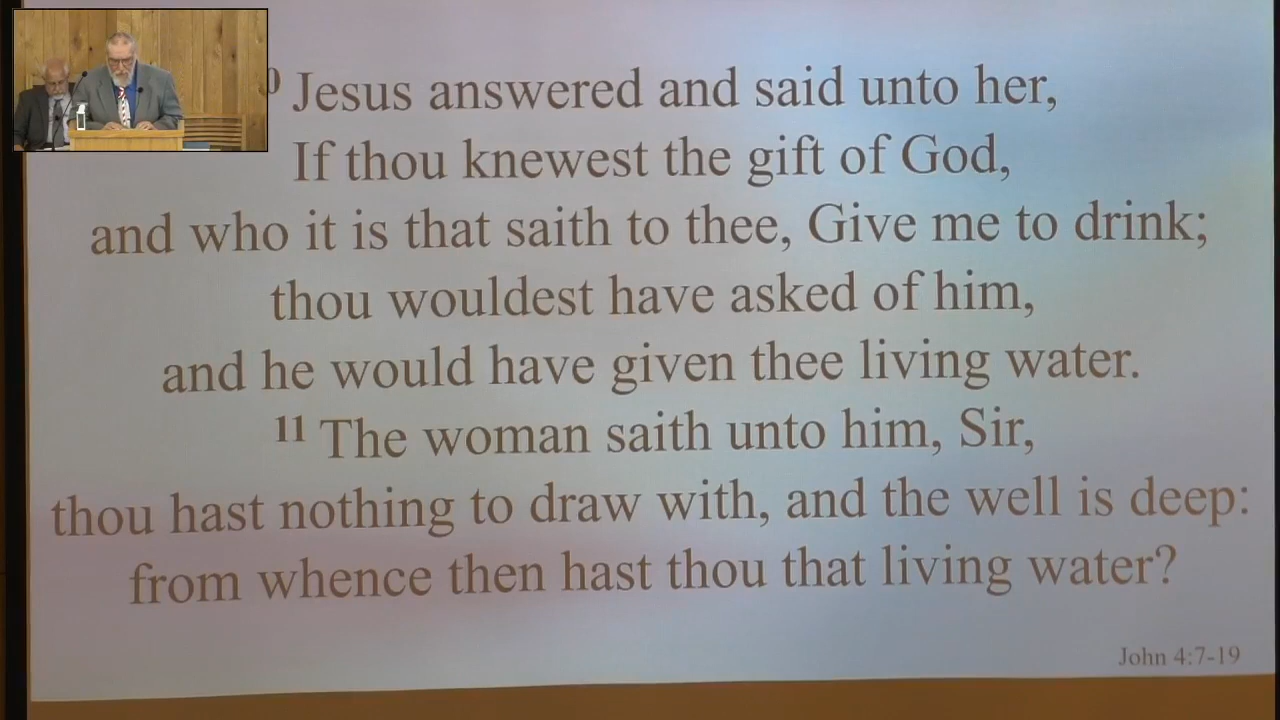 0 Jesus answered and said unto her,
If thou knewest the gift of God,
and who it is that saith to thee, Give me to drink;
thou wouldest have asked of him,
and he would have given thee living water.
11 The woman saith unto him, Sir,
thou hast nothing to draw with, and the well is deep:
from whence then hast thou that living water?
John 4:7-19